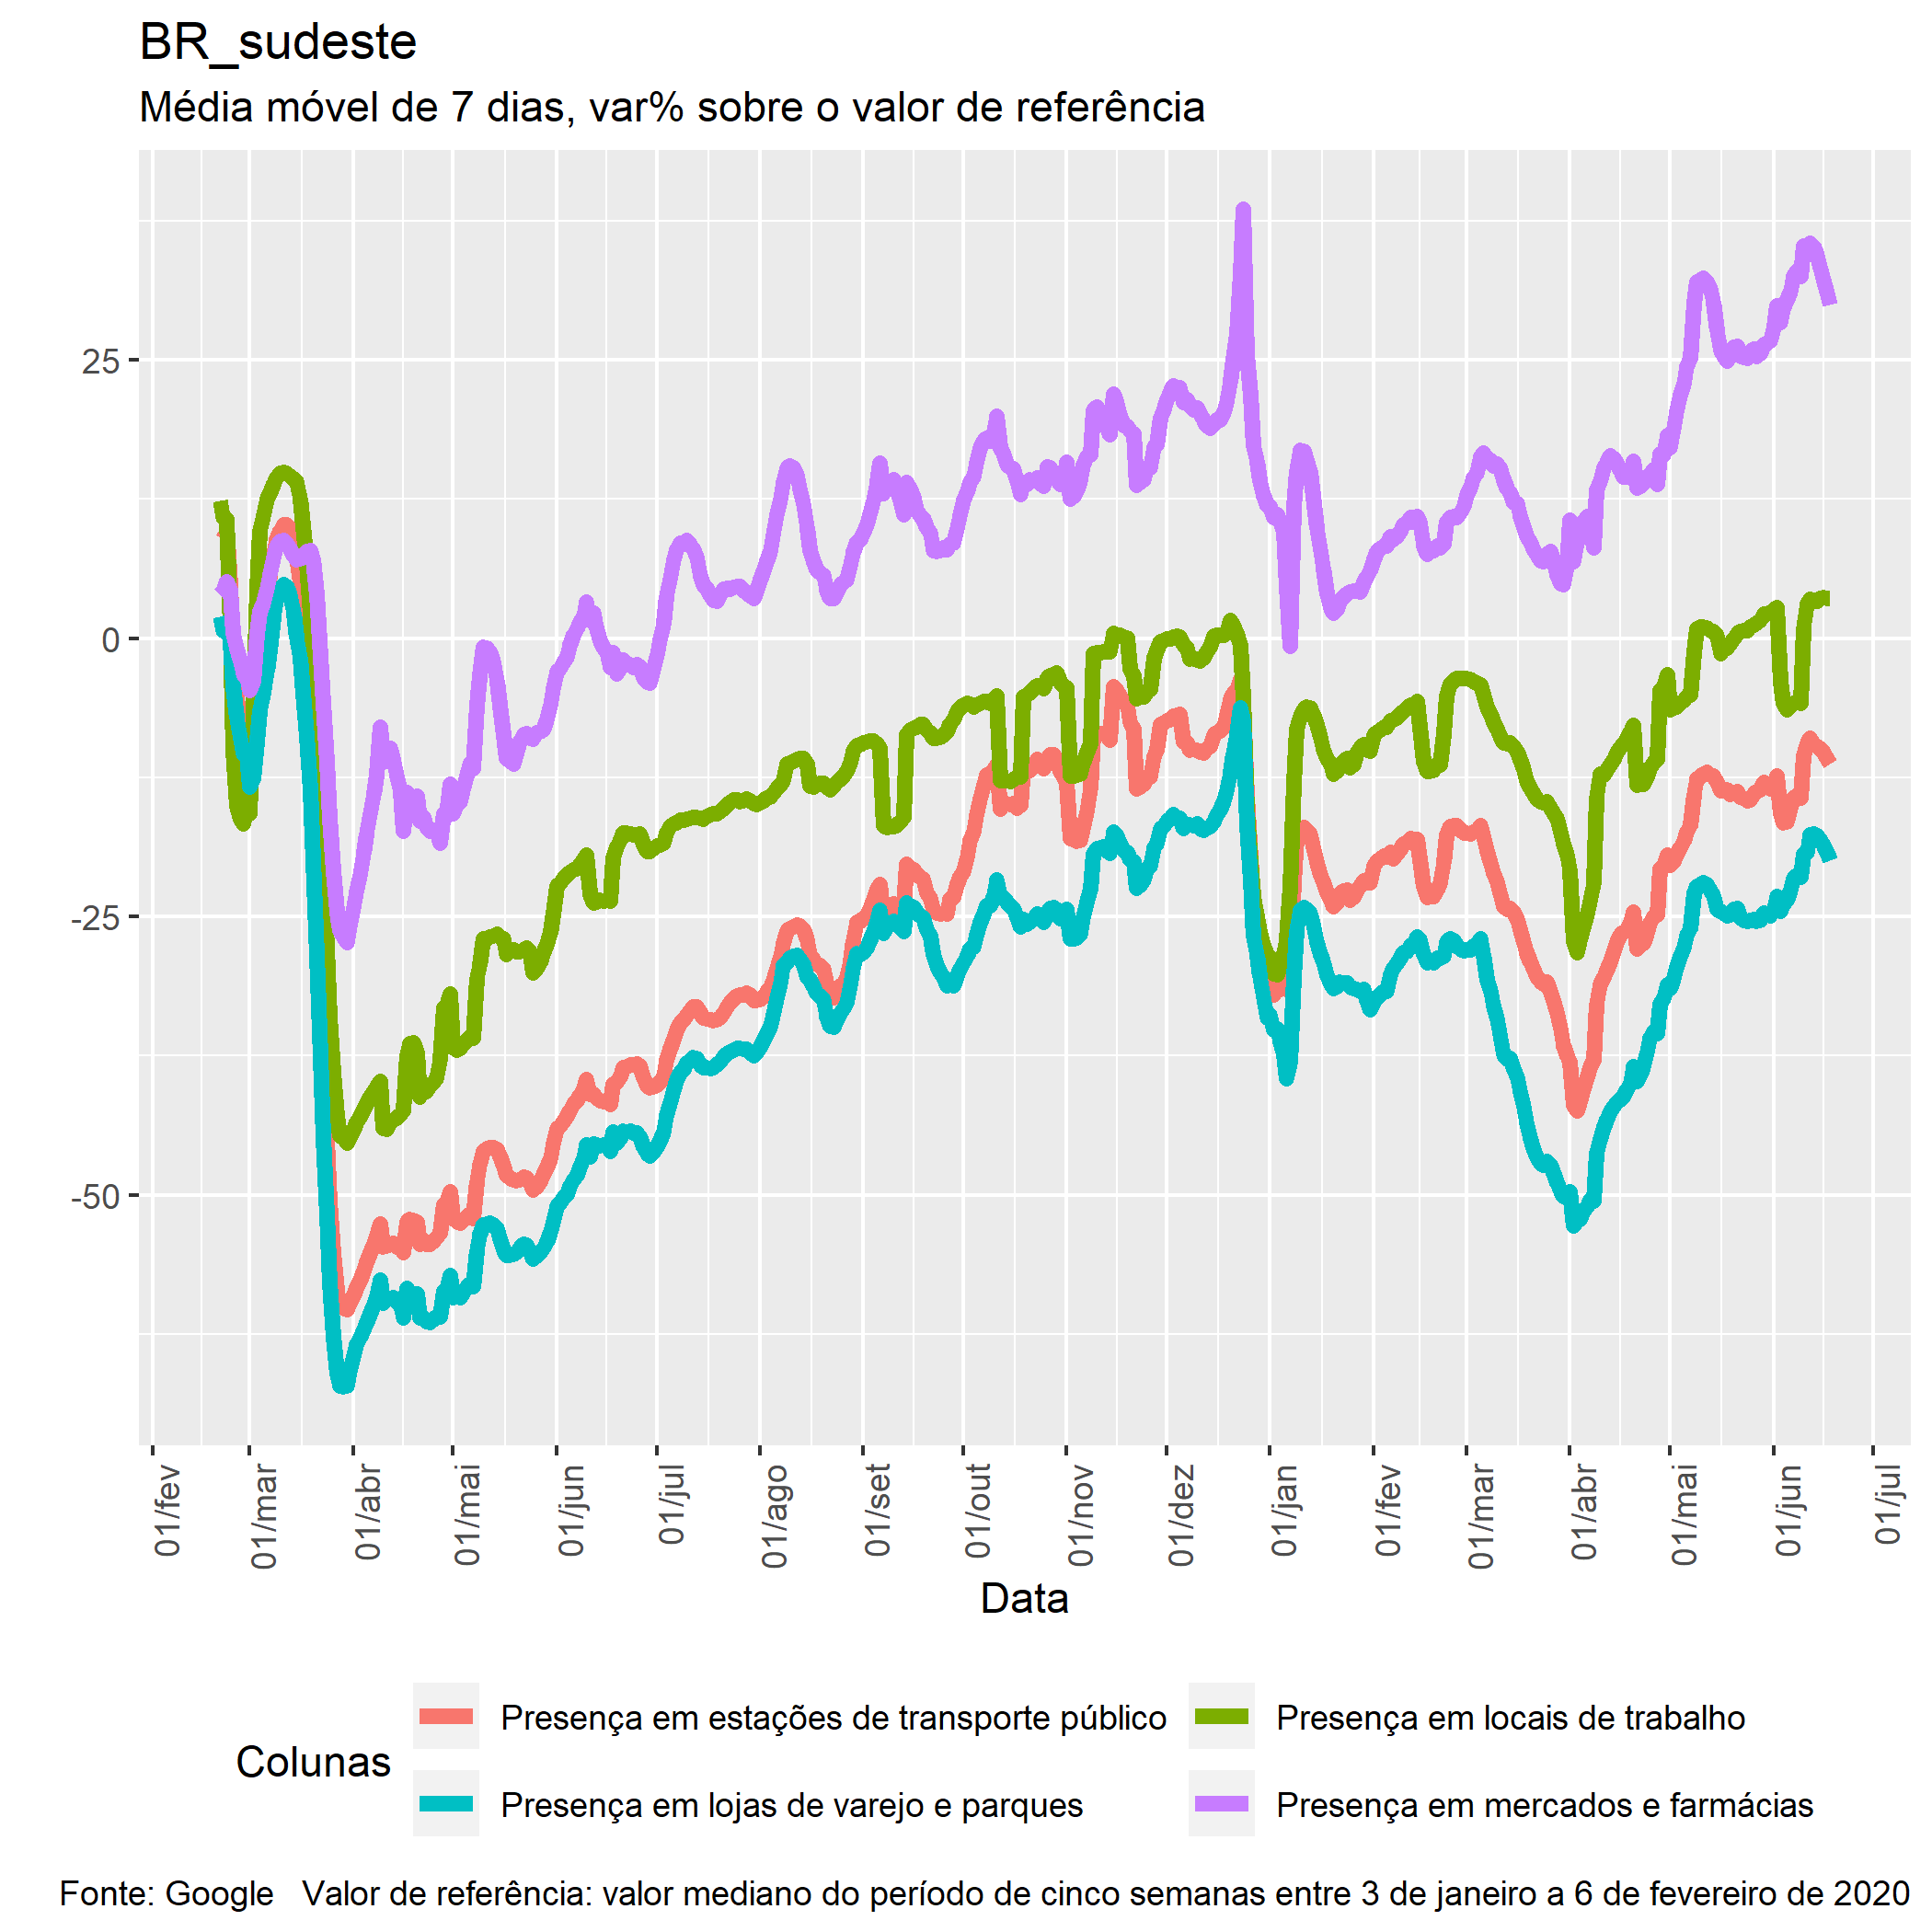 BR_sudeste
Média móvel de 7 dias, var% sobre o valor de referência
25
0
-25
-50
01/fev
01/mar
01/abr
01/mai
01/jun
01/jul
01/ago
01/set
01/out
01/nov
01/dez
01/jan
01/fev
01/mar
01/abr
01/mai
01/jun
01/jul
Data
Colunas
Presença em estações de transporte público
Presença em locais de trabalho
Presença em lojas de varejo e parques
Presença em mercados e farmácias
Fonte: Google   Valor de referência: valor mediano do período de cinco semanas entre 3 de janeiro a 6 de fevereiro de 2020